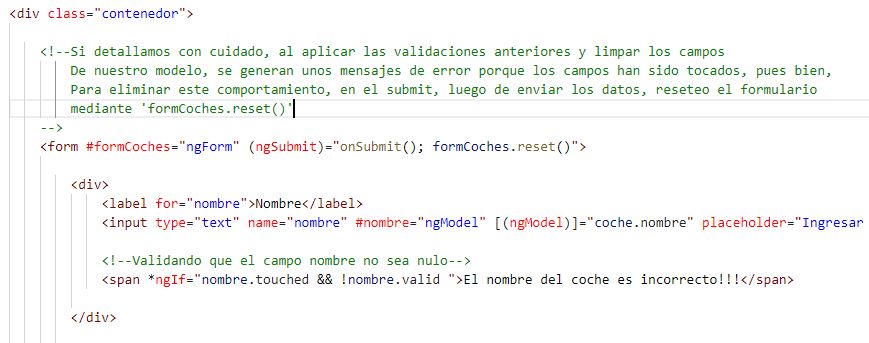 <div class="contenedor">
<!--Si detallamos con cuidado, al aplicar las validaciones anteriores y limpar los campos
De nuestro modelo, se generan unos mensajes de error porque los campos han sido tocados, pues bien,
Para eliminar este comportamiento, en el submit, luego de enviar los datos, reseteo el formulario
mediante 'formCoches.reset()'
-->
<form #formCoches="ngForm" (ngSubmit)="onSubmit(); formCoches.reset()">
<div>
<label for="nombre">Nombre</label>
<input type="text" name="nombre" #nombre="ngModel" [(ngModel)]="coche.nombre" placeholder="Ingresar
<!--Validando que el campo nombre no sea nulo-->
<span *ngIf="nombre.touched && !nombre.valid ">El nombre del coche es incorrecto!!!</span>
</div>